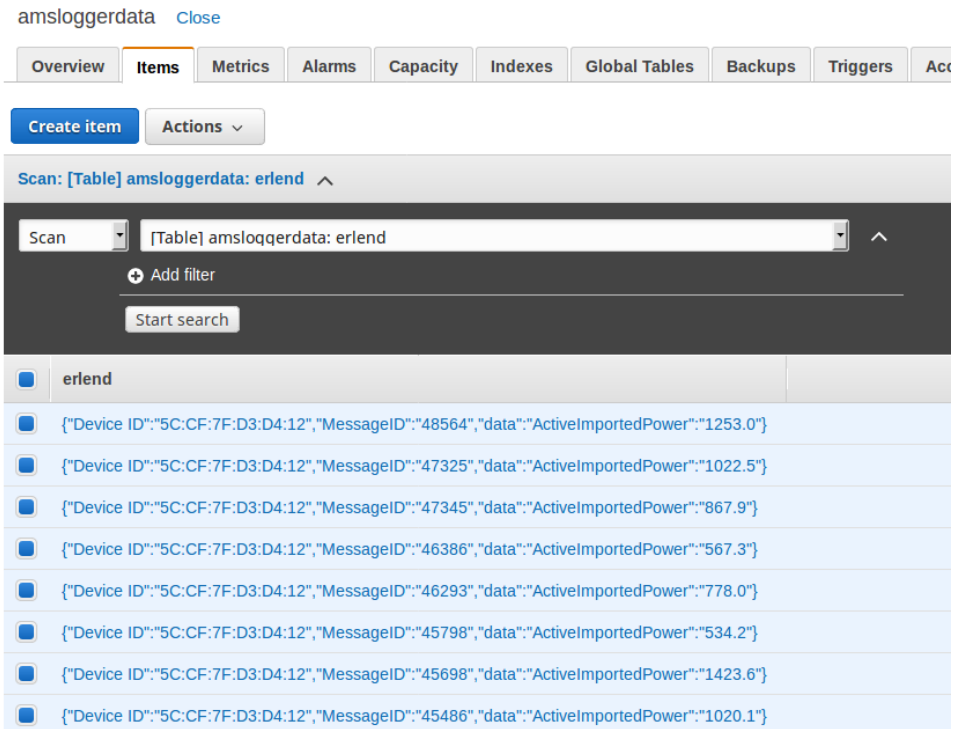 amsloggerdata Close
Overview Items Metrics Alarms Capacity Indexes Global Tables Backups Triggers Acc
Create item Actions
Scan: [Table] amsloggerdata: erlend
Scan [Table] amsloggerdata: erlend
Add filter
Start search
erlend
{"Device ID":"5C:CF:7F:D3:D4:12","MessageID":"48564","data":"ActiveImportedPower":"1253.0"}
{"Device ID":"5C:CF:7F:D3:D4:12","MessageID":"47325","data":"ActiveImportedPower":"1022.5"}
{"Device ID":"5C:CF:7F:D3:D4:12","MessageID":"47345","data":"ActiveImportedPower":"867.9"}
{"Device ID":"5C:CF:7F:D3:D4:12","MessageID":"46386","data":"ActiveImportedPower":"567.3"}
{"Device ID":"5C:CF:7F:D3:D4:12","MessageID":"46293","data":"ActiveImportedPower":"778.0"}
{"Device ID":"5C:CF:7F:D3:D4:12","MessageID":"45798","data":"ActiveImportedPower":"534.2"}
{"Device ID":"5C:CF:7F:D3:D4:12","MessageID":"45698","data":"ActiveImportedPower":"1423.6"}
{"Device ID":"5C:CF:7F:D3:D4:12","MessageID":"45486","data":"ActiveImportedPower":"1020.1"}